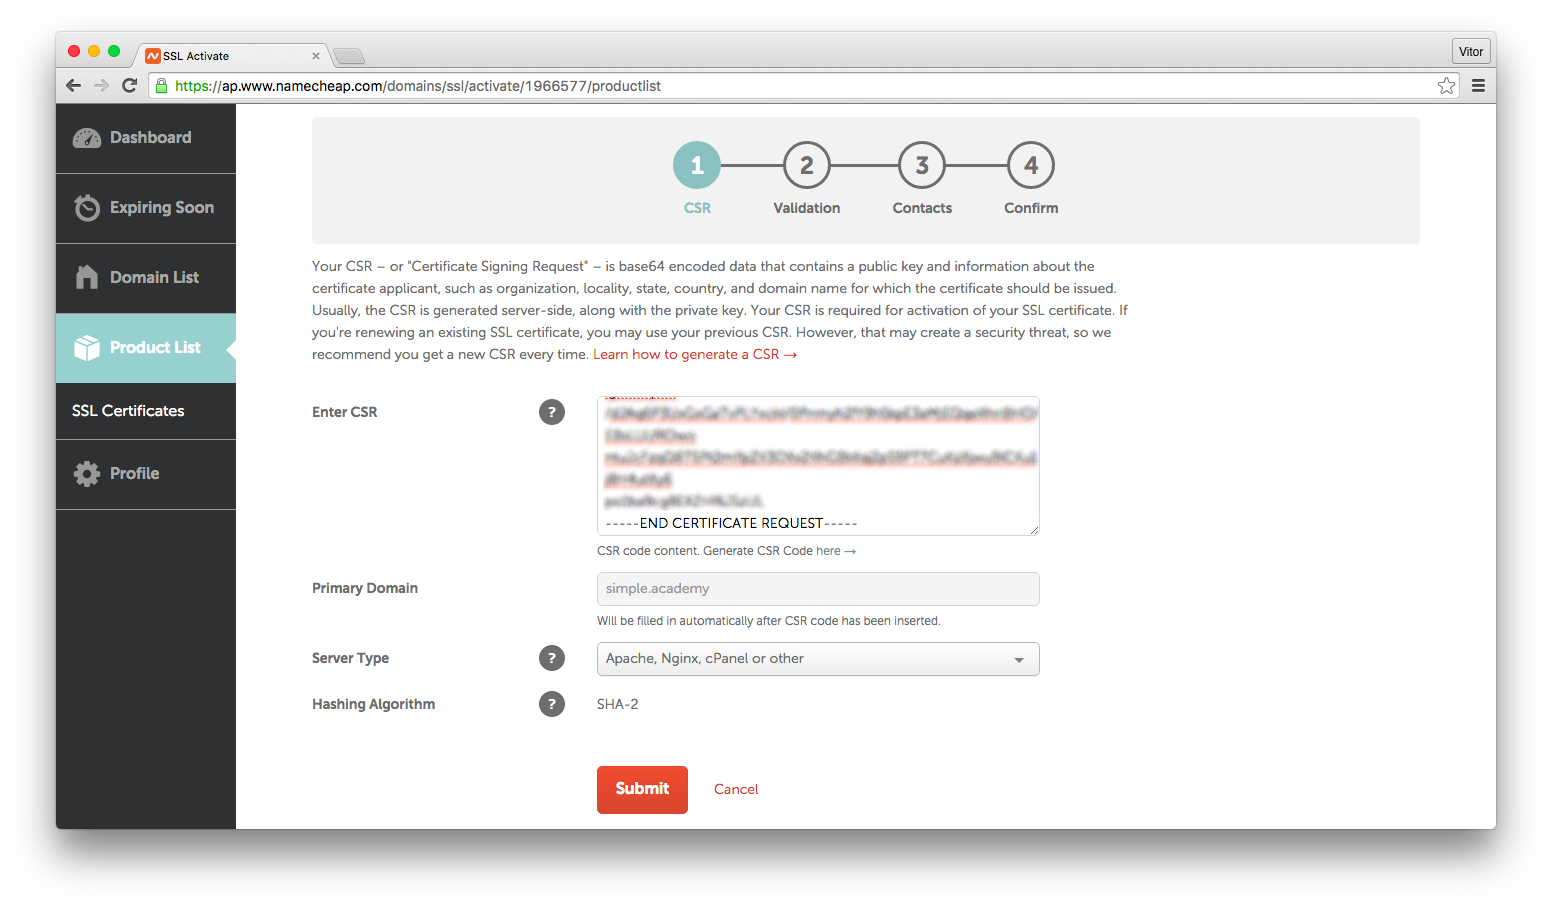 SSL Activate
Vitor
https://ap.www.namecheap.com/domains/ssl/activate/1966577/productlist
Dashboard
Expiring Soon
Domain List
Product List
SSL Certificates
Profile
1
2
3
4
CSR
Validation
Contacts
Confirm
Your CSR – or "Certificate Signing Request" – is base64 encoded data that contains a public key and information about the
certificate applicant, such as organization, locality, state, country, and domain name for which the certificate should be issued.
Usually, the CSR is generated server-side, along with the private key. Your CSR is required for activation of your SSL certificate. If
you're renewing an existing SSL certificate, you may use your previous CSR. However, that may create a security threat, so we
recommend you get a new CSR every time. Learn how to generate a CSR →
Enter CSR
?
-----END CERTIFICATE REQUEST-----
CSR code content. Generate CSR Code here →
Primary Domain
simple.academy
Will be filled in automatically after CSR code has been inserted.
Server Type
?
Apache, Nginx, cPanel or other
Hashing Algorithm
?
SHA-2
Submit
Cancel